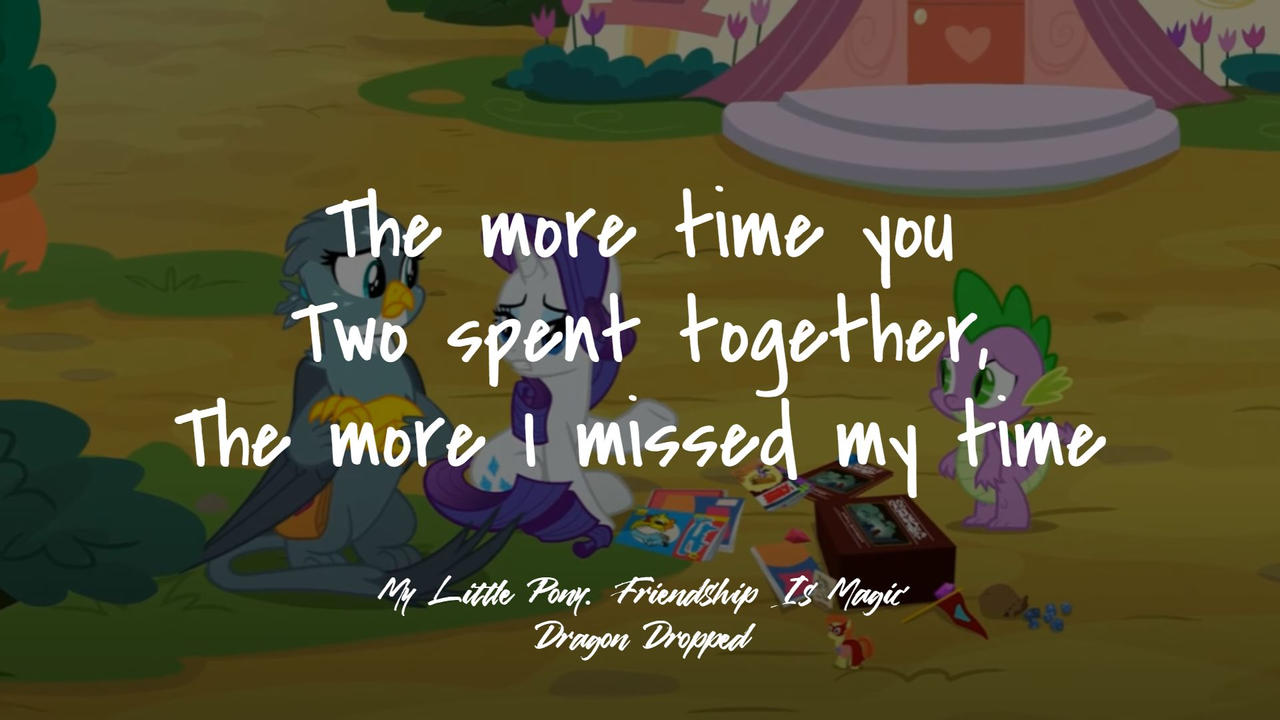 The more time you
Two spent together,
The more I missed my time
My Little Pony: Friendship Is Magic
Dragon Dropped